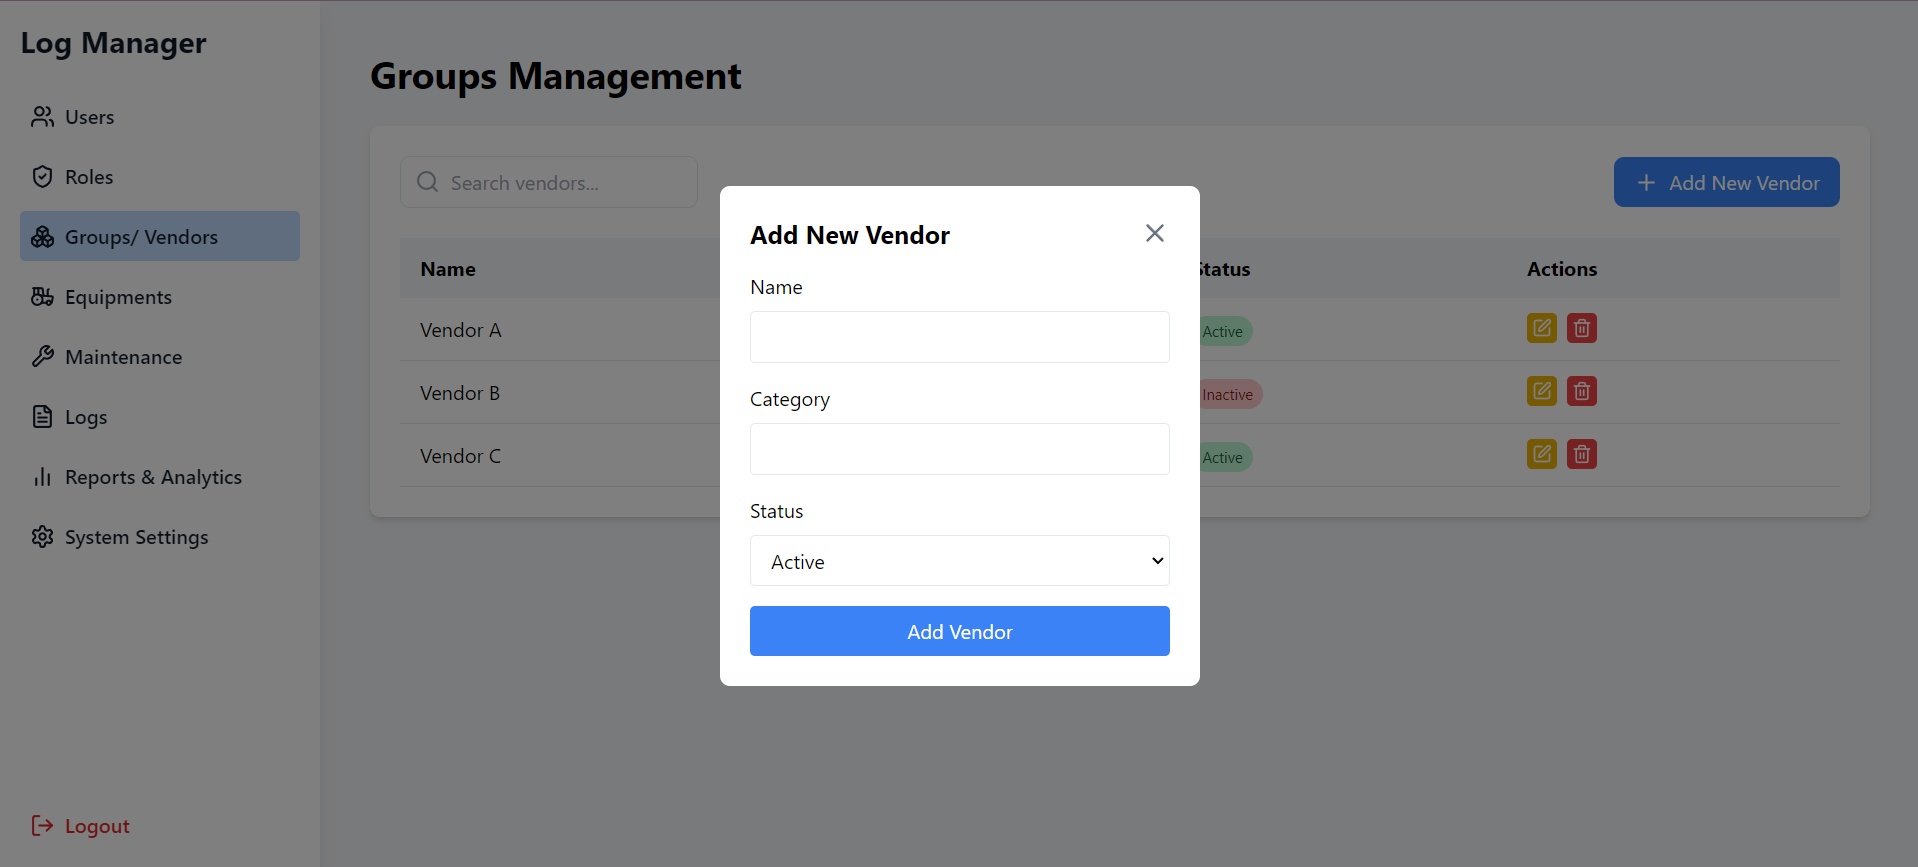 Log Manager
Users
Roles
Groups/ Vendors
Equipments
Maintenance
Logs
Reports & Analytics
System Settings
Logout
Groups Management
Search vendors...
Add New Vendor
Name
Status
Actions
Vendor A
Active
Vendor B
Inactive
Vendor C
Active
Add New Vendor
Name
Category
Status
Active
Add Vendor